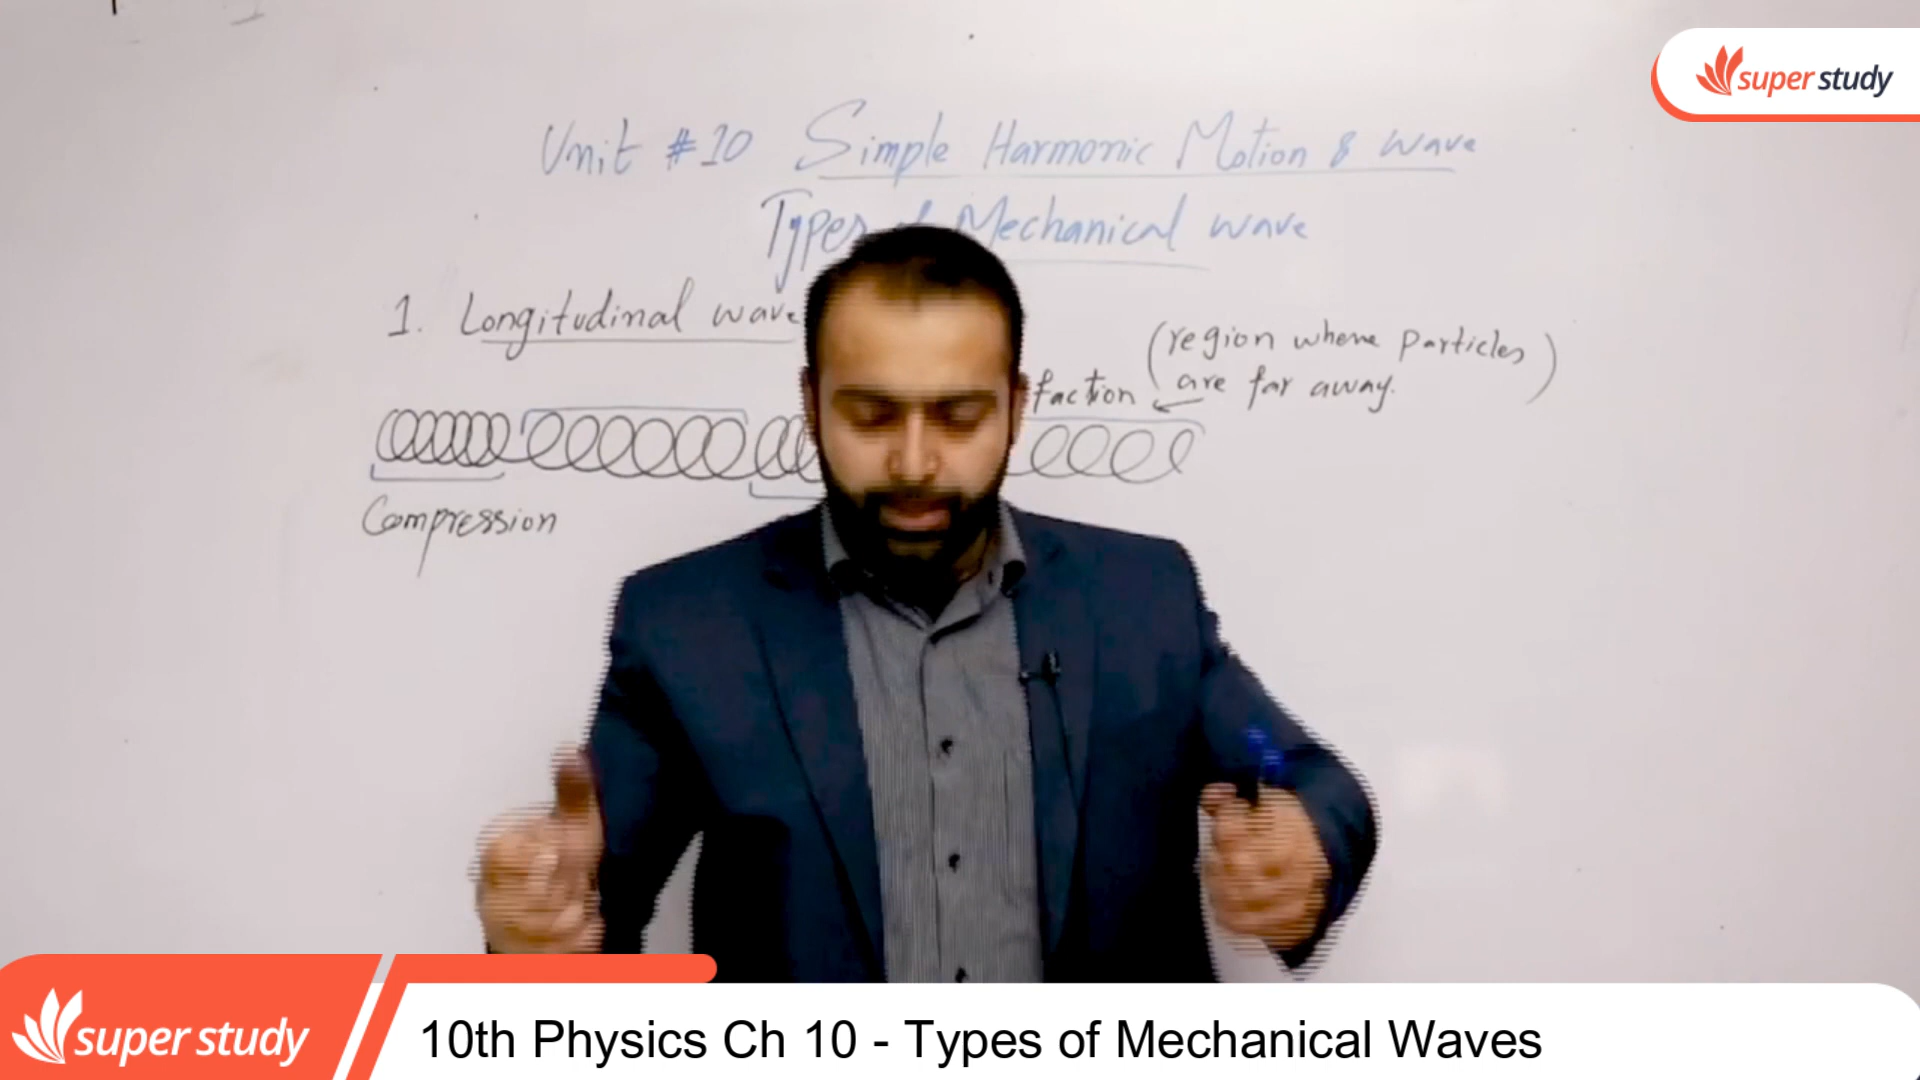 super study
Unit #10 Simple Harmonic Motion & wave
Types Mechanical wave
1. Longitudinal wave
(region where particles
faction are far away.)
Compression
super study
10th Physics Ch 10 - Types of Mechanical Waves